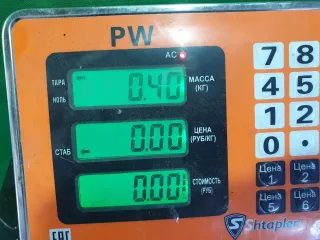 PW
AC
ТАРА
НОЛЬ
0.40
МАССА
(КГ)
7 8
4 5
СТАБ
0.00
ЦЕНА
(РУБ/КГ)
1 2
0 .
0.00
СТОИМОСТЬ
(РУБ)
Цена 1
Цена 2
Цена 5
Цена 6
EAC
Shtapler